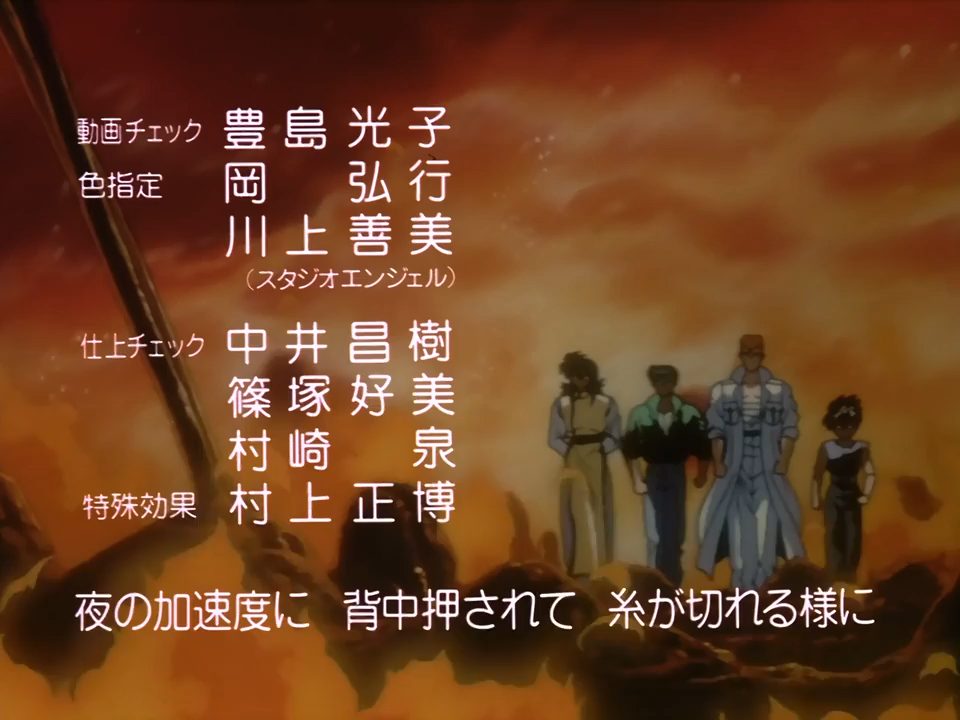 動画チェック 豊島光子
色指定 岡 弘行
川上善美
（スタジオエンジェル）
仕上チェック 中井昌樹
篠塚好美
村崎 泉
特殊効果 村上正博
夜の加速度に 背中押されて 糸が切れる様に